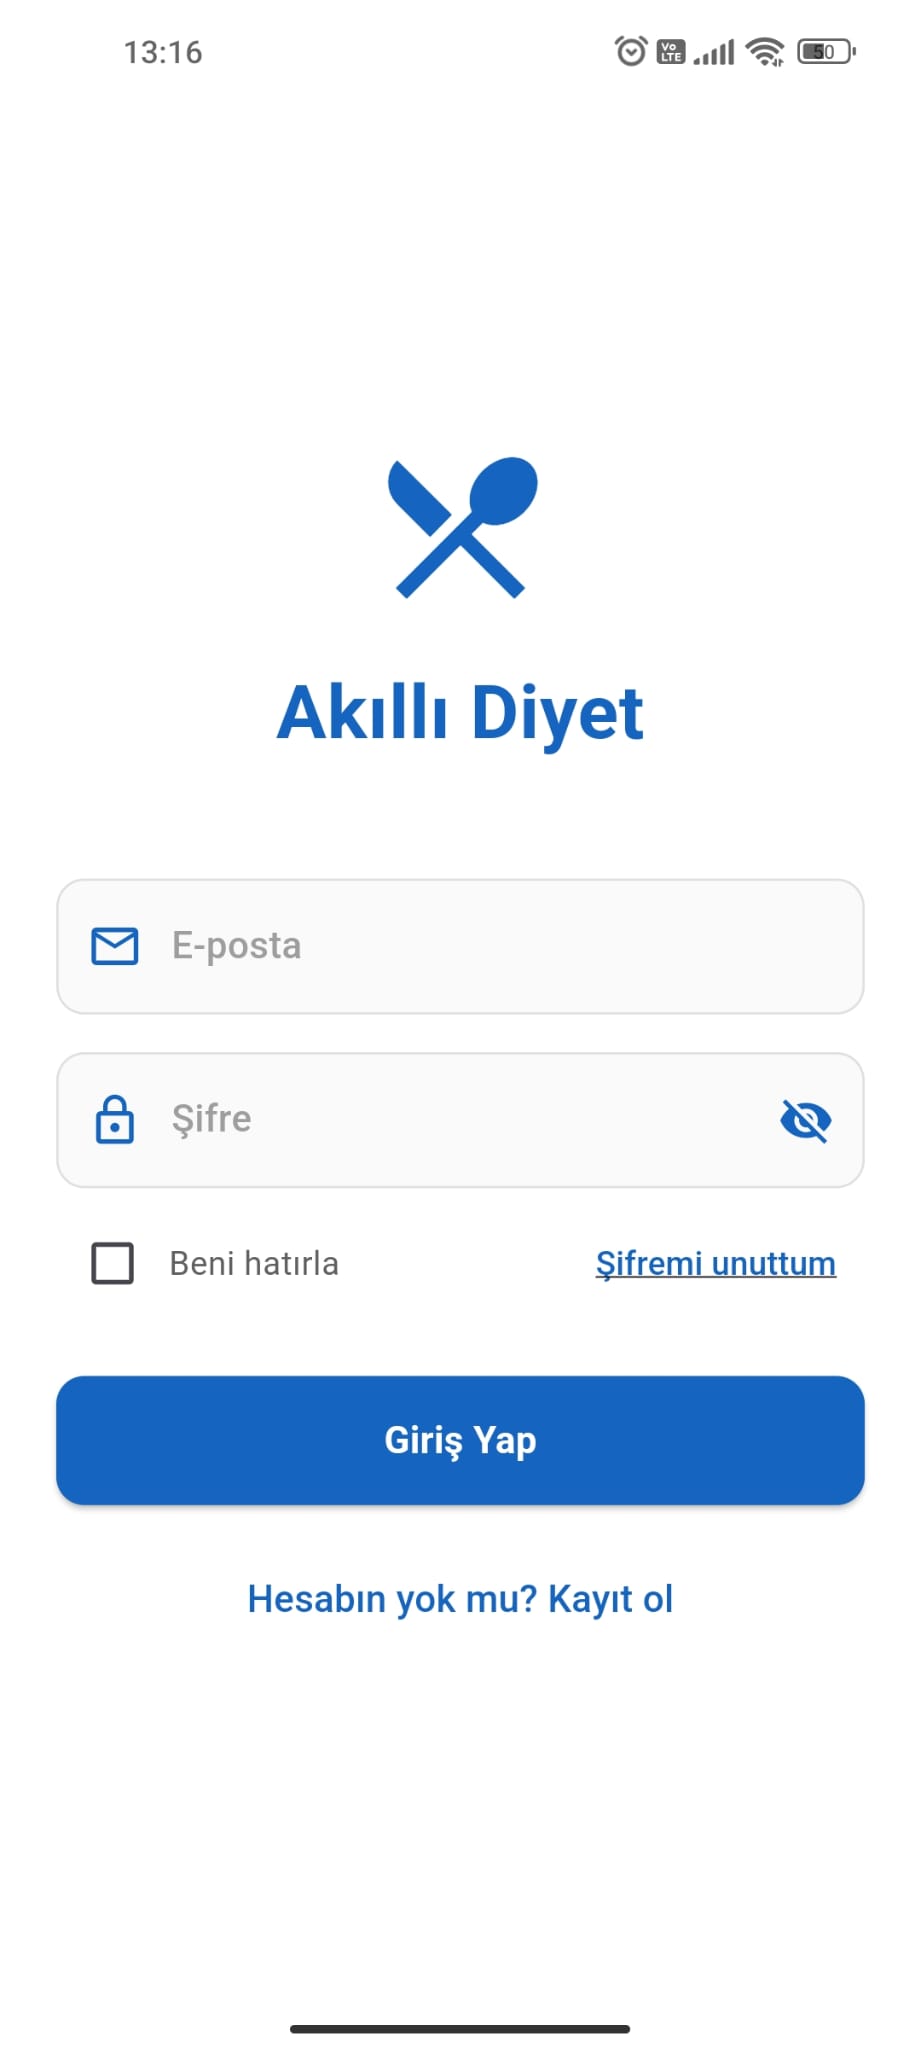 13:16
Vo LTE
50
Akıllı Diyet
E-posta
Şifre
Beni hatırla
Şifremi unuttum
Giriş Yap
Hesabın yok mu? Kayıt ol